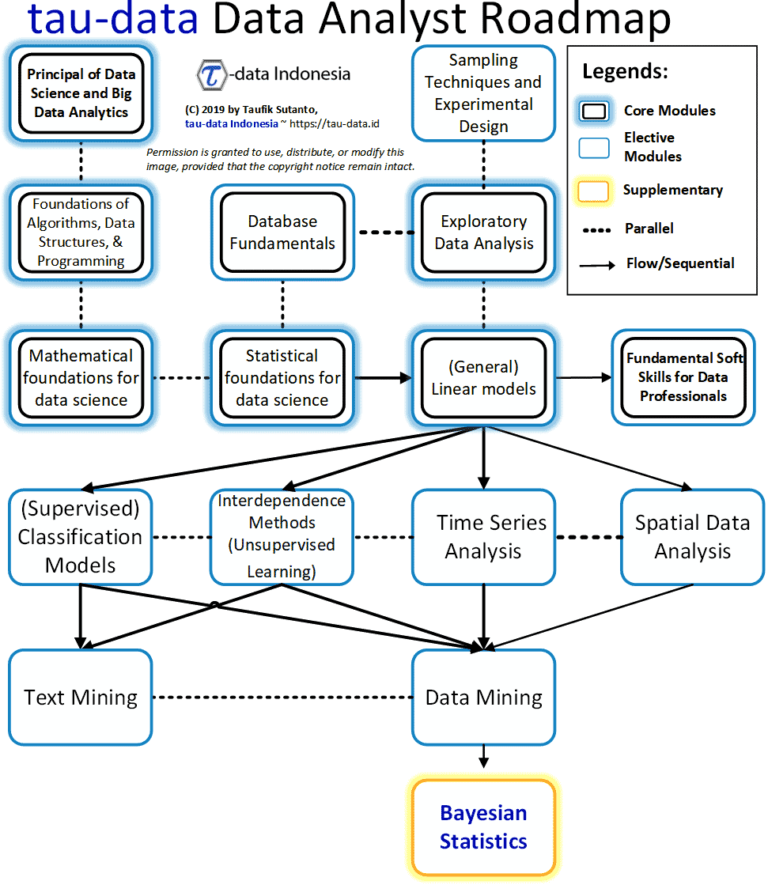 tau-data Data Analyst Roadmap
Principal of Data
Science and Big
Data Analytics
τ-data Indonesia
(C) 2019 by Taufik Sutanto,
tau-data Indonesia ~ https://tau-data.id
Permission is granted to use, distribute, or modify this
image, provided that the copyright notice remain intact.
Sampling
Techniques and
Experimental
Design
Legends:
Core Modules
Elective
Modules
Supplementary
Parallel
Flow/Sequential
Foundations of
Algorithms, Data
Structures, &
Programming
Database
Fundamentals
Exploratory
Data Analysis
Mathematical
foundations for
data science
Statistical
foundations for
data science
(General)
Linear models
Fundamental Soft
Skills for Data
Professionals
(Supervised)
Classification
Models
Interdependence
Methods
(Unsupervised
Learning)
Time Series
Analysis
Spatial Data
Analysis
Text Mining
Data Mining
Bayesian
Statistics